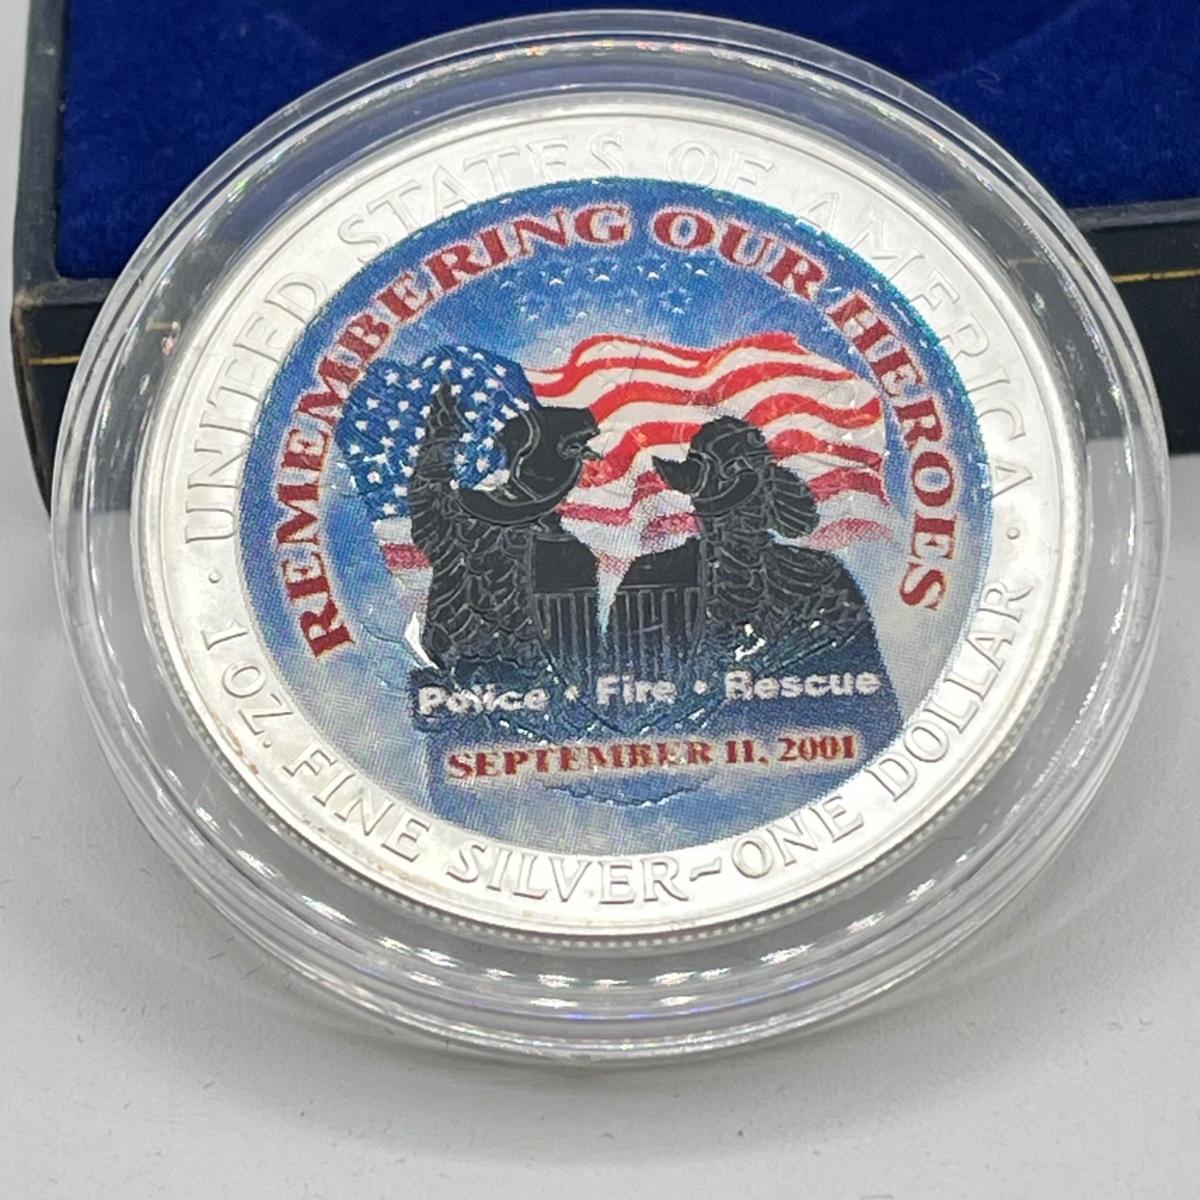 UNITED STATES OF AMERICA
REMEMBERING OUR HEROES
Police • Fire • Rescue
SEPTEMBER 11, 2001
1 OZ. FINE SILVER~ONE DOLLAR